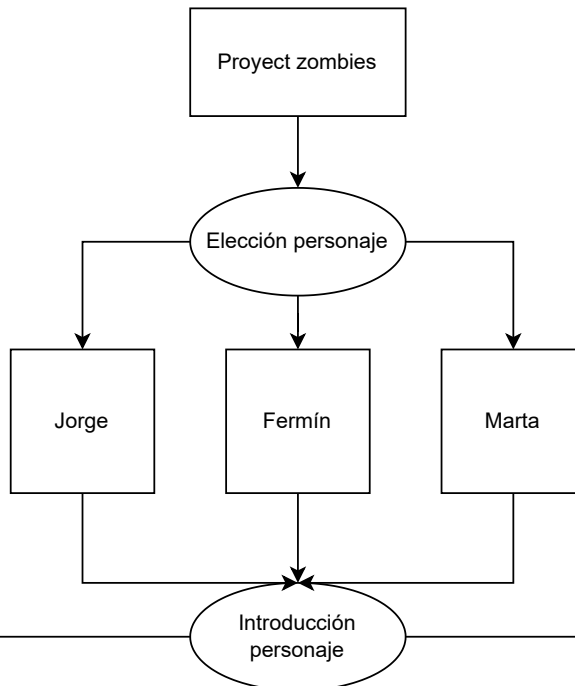 Proyect zombies
Elección personaje
Jorge
Fermín
Marta
Introducción
personaje